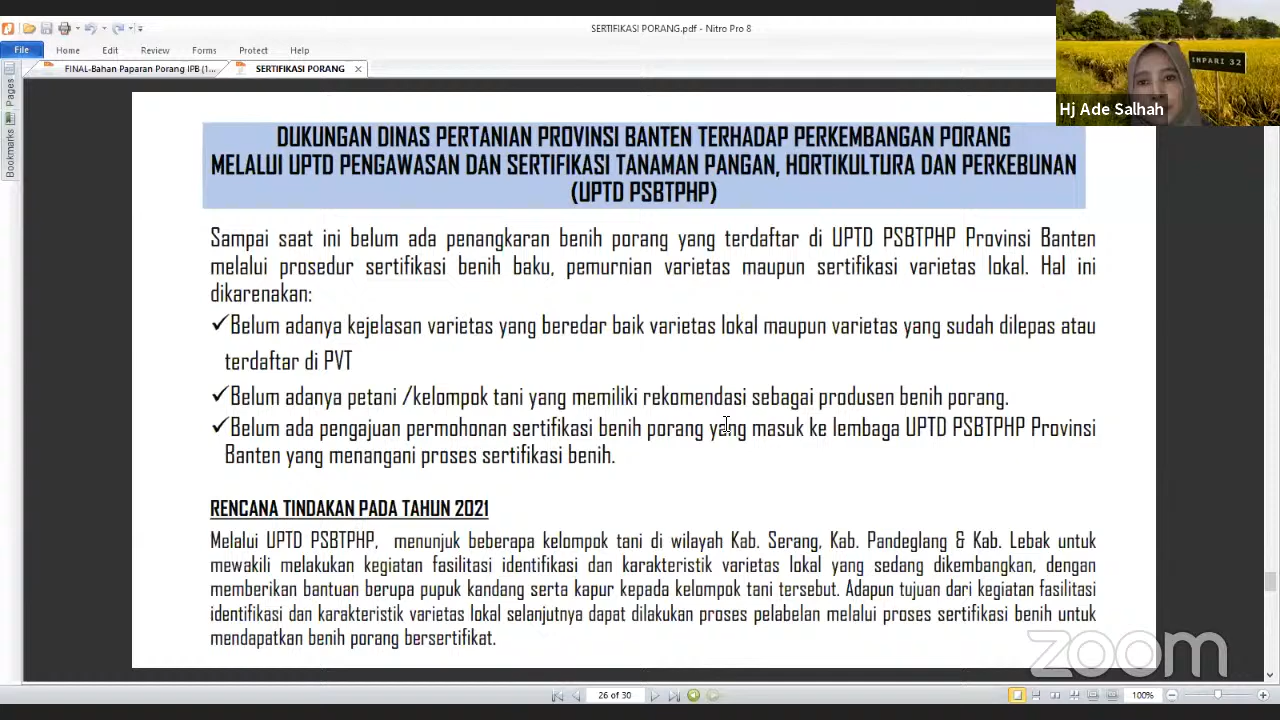 SERTIFIKASI PORANG.pdf - Nitro Pro 8
File Home Edit Review Forms Protect Help
FINAL-Bahan Paparan Porang IPB (1... SERTIFIKASI PORANG
Pages
Bookmarks
INPARI 32
Hj Ade Salhah
DUKUNGAN DINAS PERTANIAN PROVINSI BANTEN TERHADAP PERKEMBANGAN PORANG
MELALUI UPTD PENGAWASAN DAN SERTIFIKASI TANAMAN PANGAN, HORTIKULTURA DAN PERKEBUNAN
(UPTD PSBTPHP)
Sampai saat ini belum ada penangkaran benih porang yang terdaftar di UPTD PSBTPHP Provinsi Banten
melalui prosedur sertifikasi benih baku, pemurnian varietas maupun sertifikasi varietas lokal. Hal ini
dikarenakan:
✓Belum adanya kejelasan varietas yang beredar baik varietas lokal maupun varietas yang sudah dilepas atau
terdaftar di PVT
✓Belum adanya petani /kelompok tani yang memiliki rekomendasi sebagai produsen benih porang.
✓Belum ada pengajuan permohonan sertifikasi benih porang yang masuk ke lembaga UPTD PSBTPHP Provinsi
Banten yang menangani proses sertifikasi benih.
RENCANA TINDAKAN PADA TAHUN 2021
Melalui UPTD PSBTPHP, menunjuk beberapa kelompok tani di wilayah Kab. Serang, Kab. Pandeglang & Kab. Lebak untuk
mewakili melakukan kegiatan fasilitasi identifikasi dan karakteristik varietas lokal yang sedang dikembangkan, dengan
memberikan bantuan berupa pupuk kandang serta kapur kepada kelompok tani tersebut. Adapun tujuan dari kegiatan fasilitasi
identifikasi dan karakteristik varietas lokal selanjutnya dapat dilakukan proses pelabelan melalui proses sertifikasi benih untuk
mendapatkan benih porang bersertifikat.
zoom
26 of 30
100%